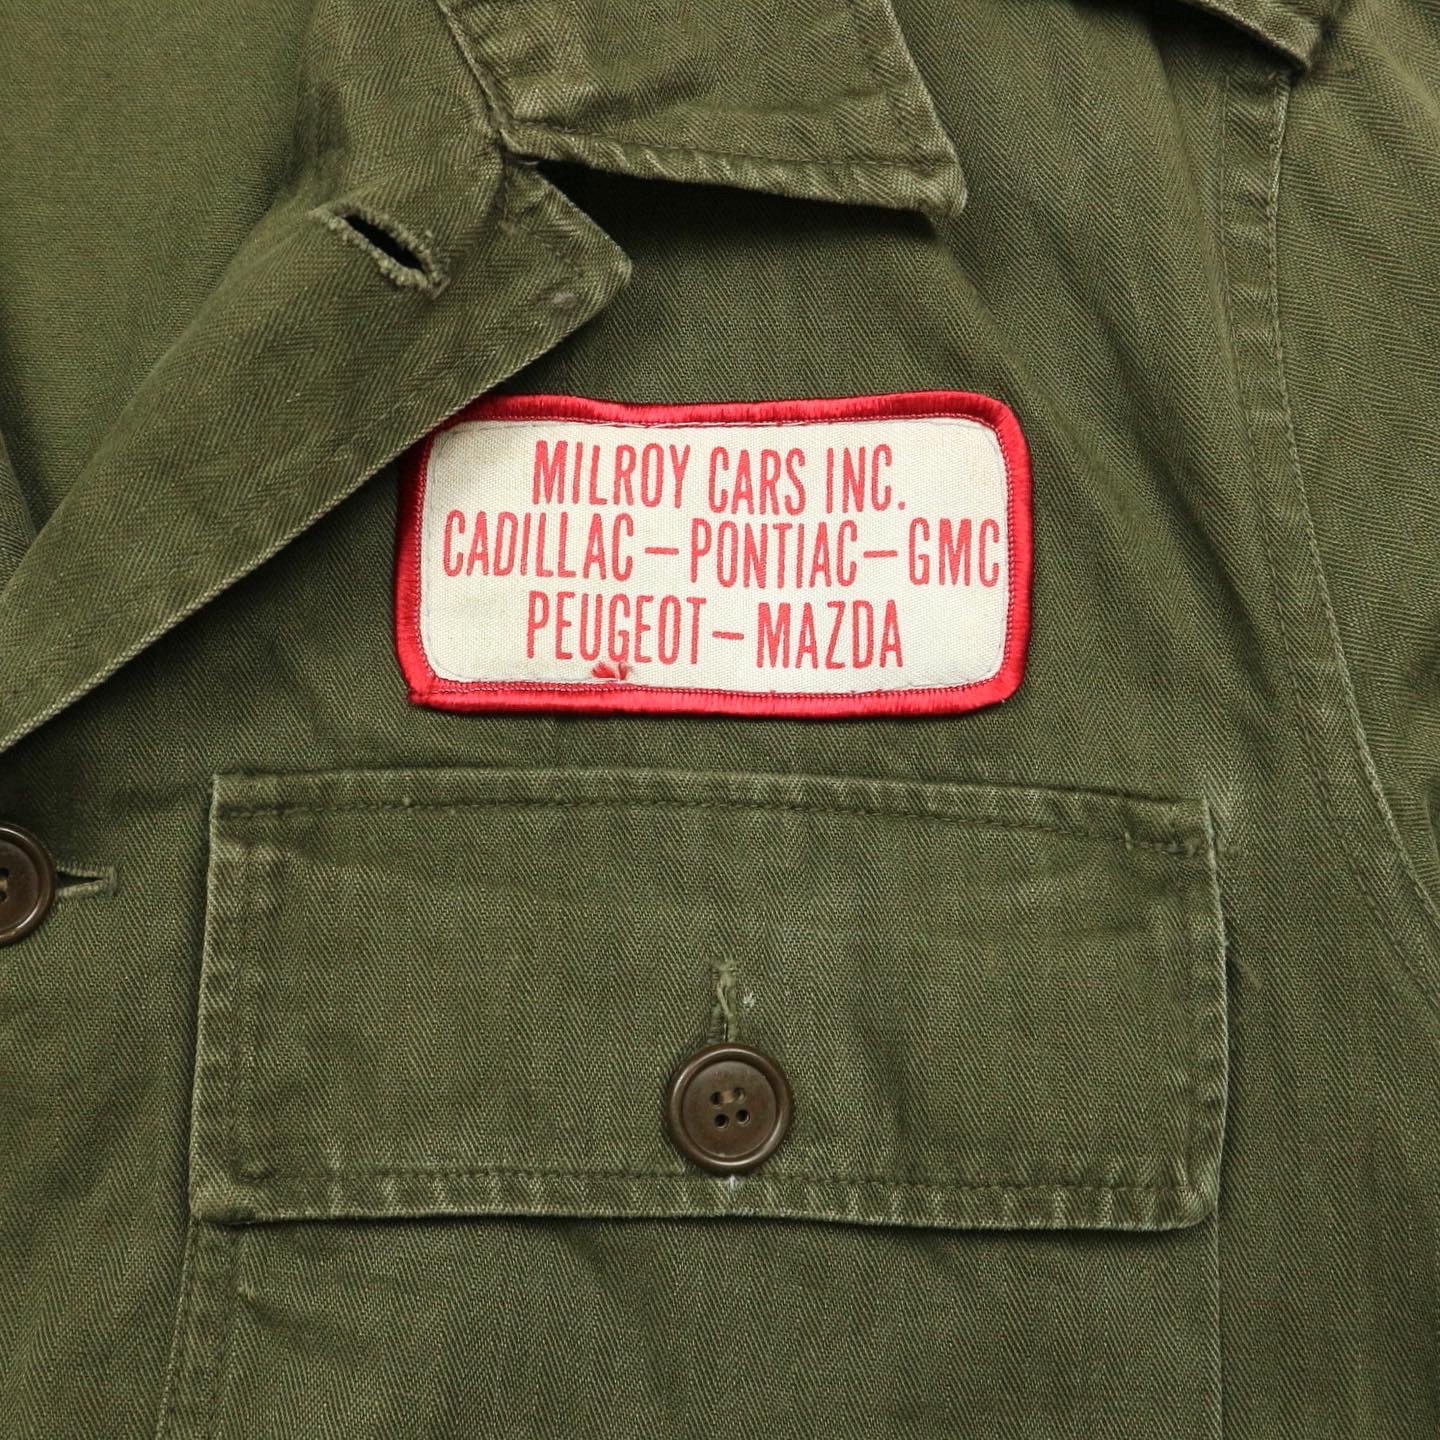 MILROY CARS INC.
CADILLAC-PONTIAC-GMC
PEUGEOT-MAZDA